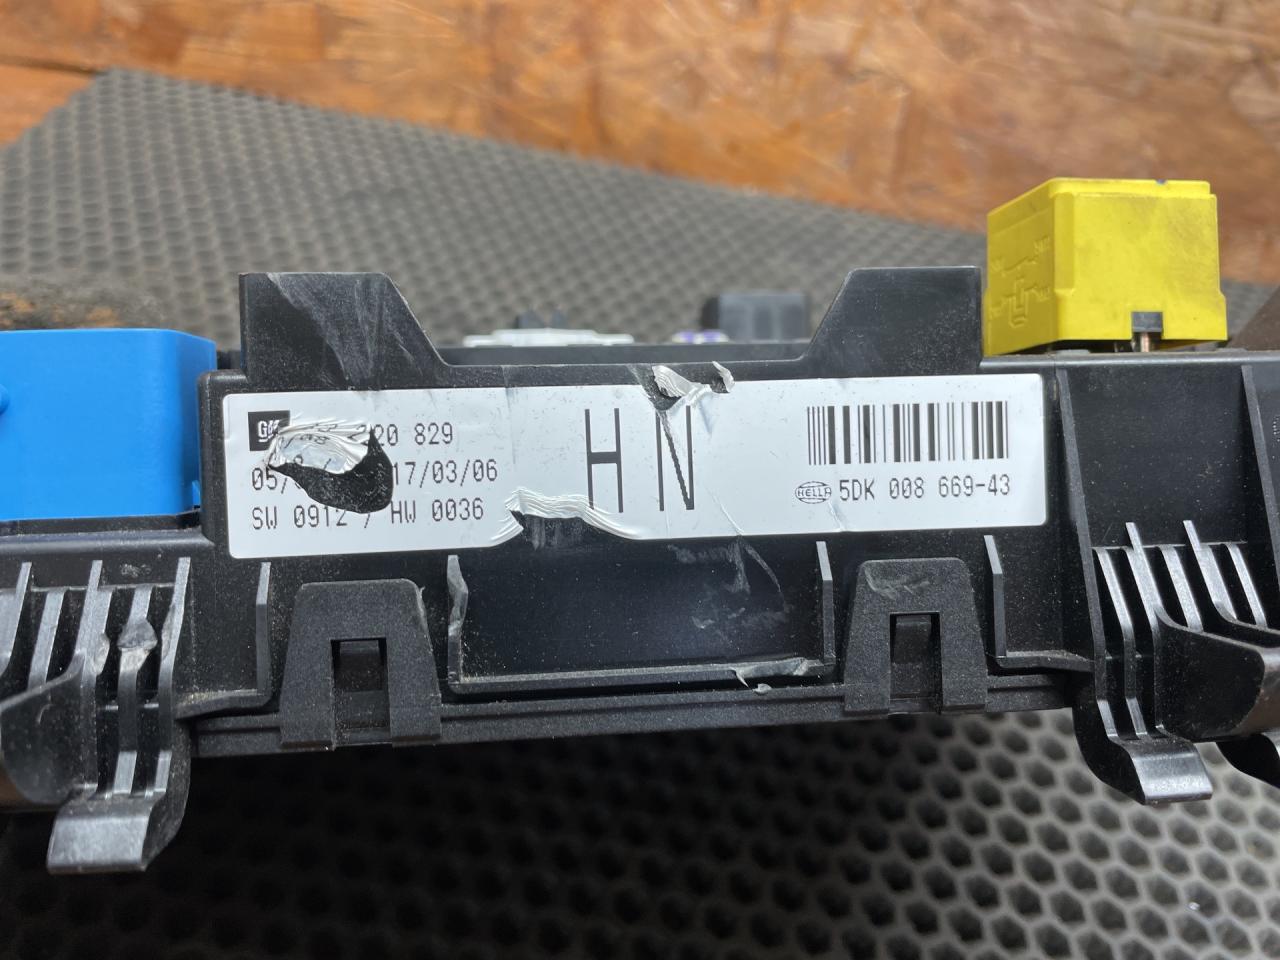 GM
20 829
05/ 17/03/06
SW 0912 / HW 0036
HN
HELLA 5DK 008 669-43